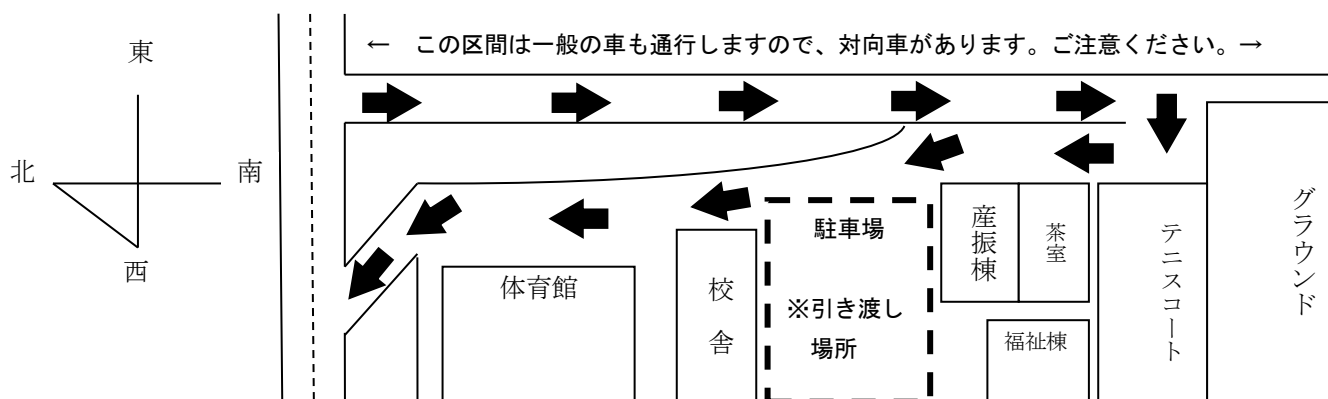 ← この区間は一般の車も通行しますので、対向車があります。ご注意ください。→
東
北
南
西
駐車場
※引き渡し
場所
体育館
校舎
産振棟
茶室
福祉棟
テニスコート
グラウンド